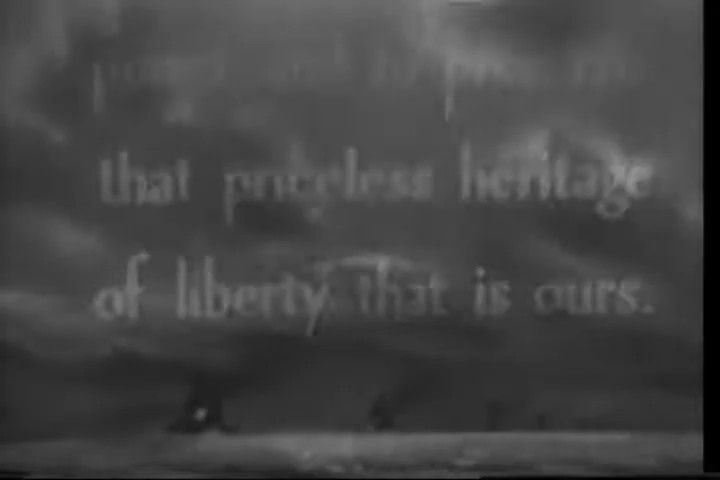 that priceless heritage
of liberty that is ours.